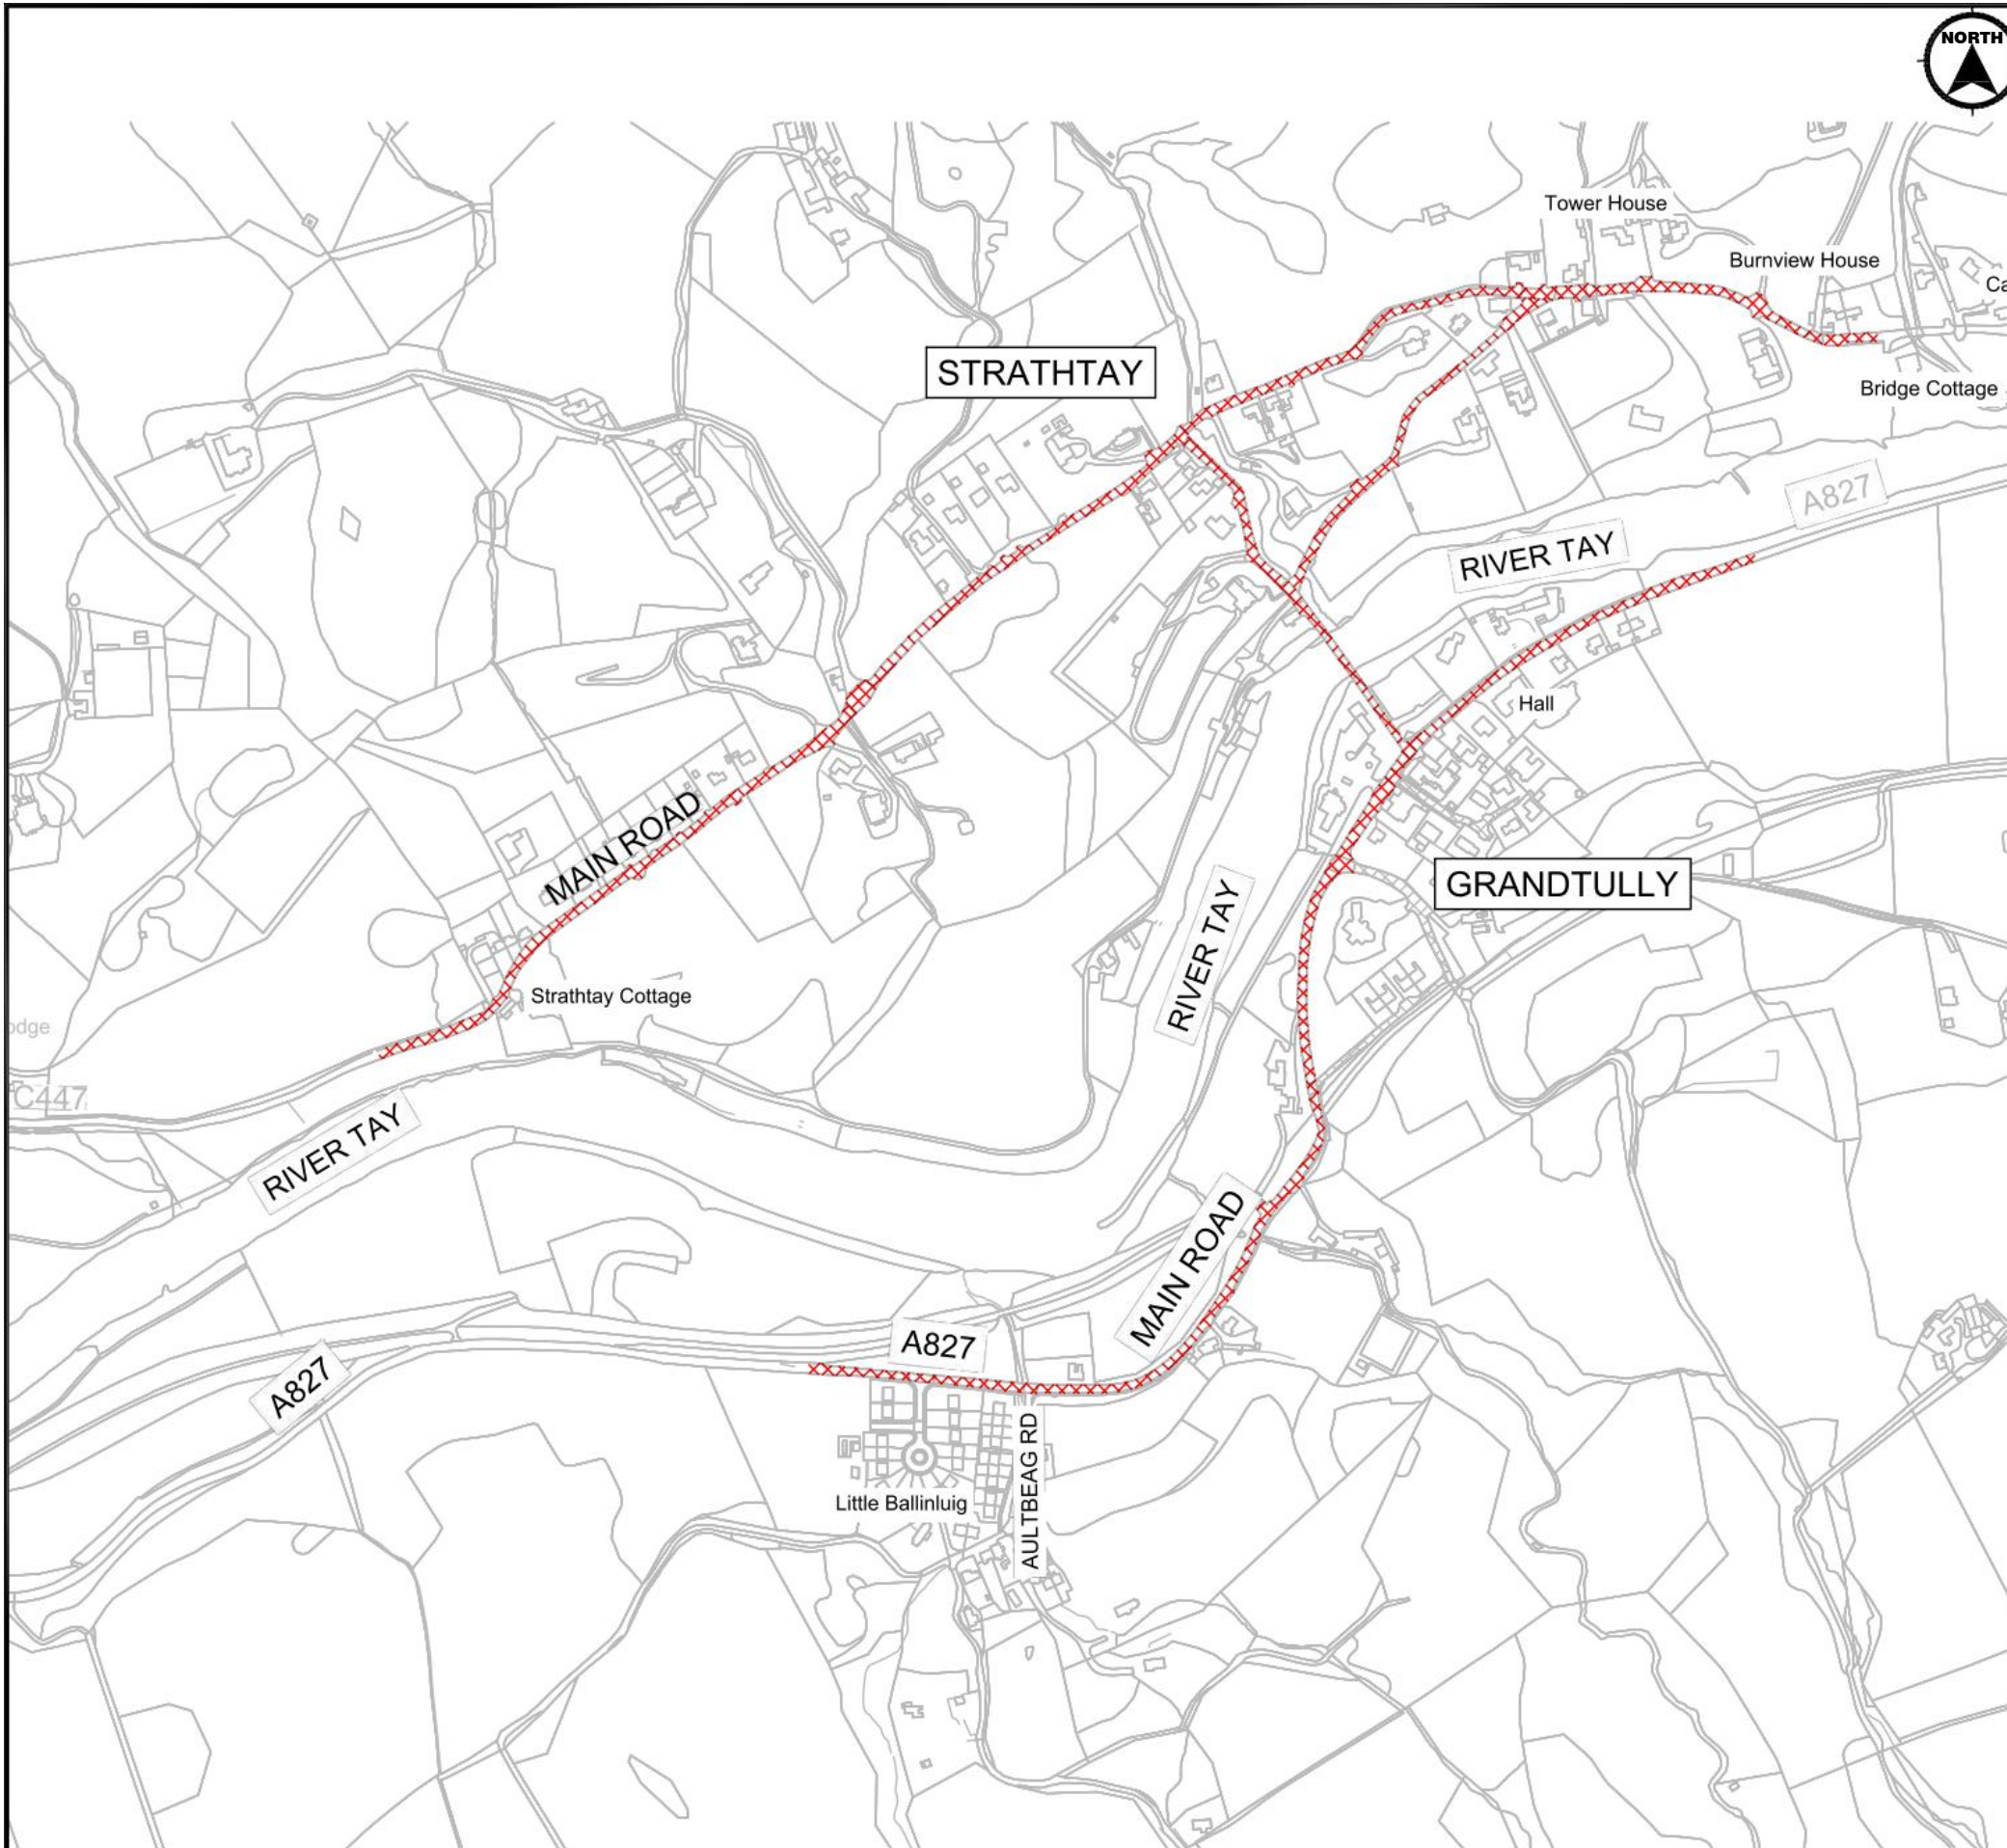 NORTH
Tower House
Burnview House
Ca
STRATHTAY
Bridge Cottage
A827
RIVER TAY
Hall
MAIN ROAD
GRANDTULLY
RIVER TAY
Strathtay Cottage
odge
C447
RIVER TAY
MAIN ROAD
A827
A827
AULTBEAG RD
Little Ballinluig